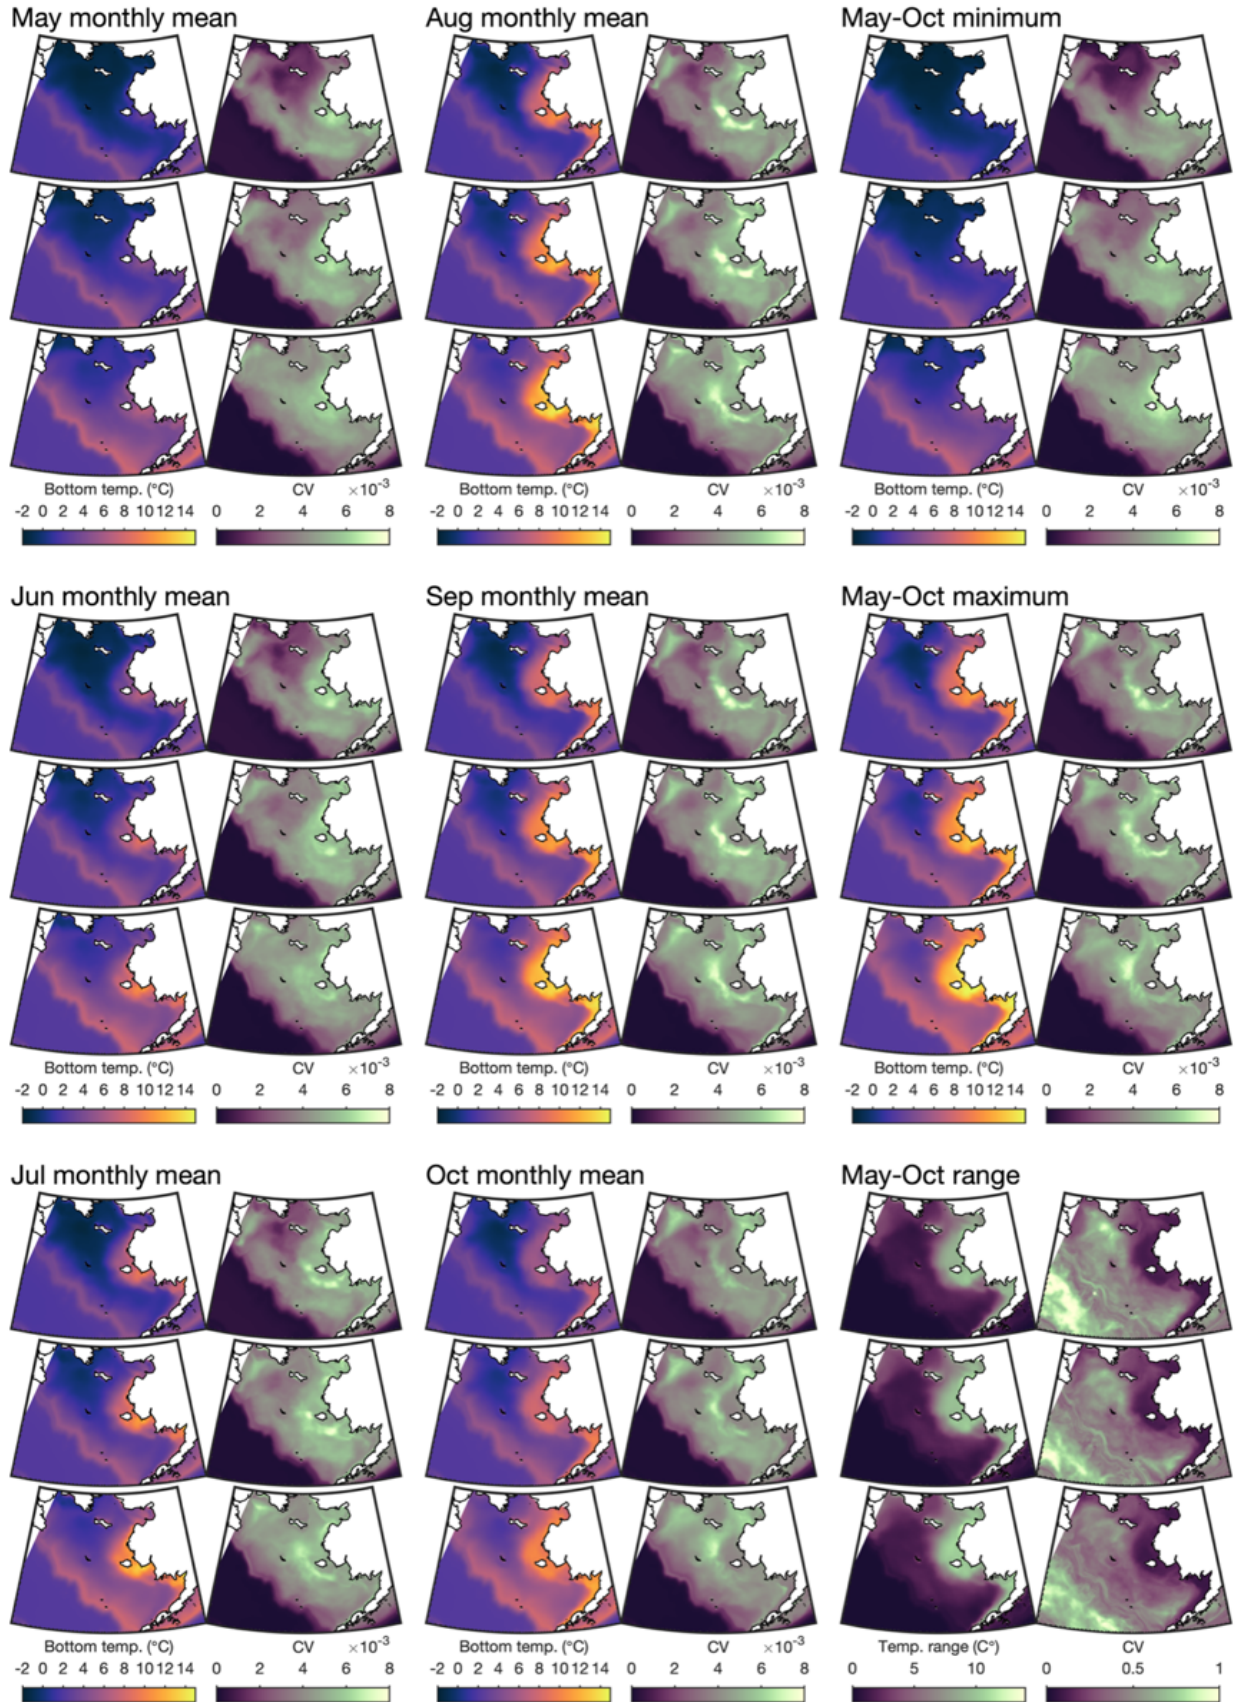 May monthly mean
Aug monthly mean
May-Oct minimum
Bottom temp. (°C) CV ×10-3
-2 0 2 4 6 8 10 12 14 0 2 4 6 8
Bottom temp. (°C) CV ×10-3
-2 0 2 4 6 8 10 12 14 0 2 4 6 8
Bottom temp. (°C) CV ×10-3
-2 0 2 4 6 8 10 12 14 0 2 4 6 8
Jun monthly mean
Sep monthly mean
May-Oct maximum
Bottom temp. (°C) CV ×10-3
-2 0 2 4 6 8 10 12 14 0 2 4 6 8
Bottom temp. (°C) CV ×10-3
-2 0 2 4 6 8 10 12 14 0 2 4 6 8
Bottom temp. (°C) CV ×10-3
-2 0 2 4 6 8 10 12 14 0 2 4 6 8
Jul monthly mean
Oct monthly mean
May-Oct range
Bottom temp. (°C) CV ×10-3
-2 0 2 4 6 8 10 12 14 0 2 4 6 8
Bottom temp. (°C) CV ×10-3
-2 0 2 4 6 8 10 12 14 0 2 4 6 8
Temp. range (C°) CV
0 5 10 0 0.5 1